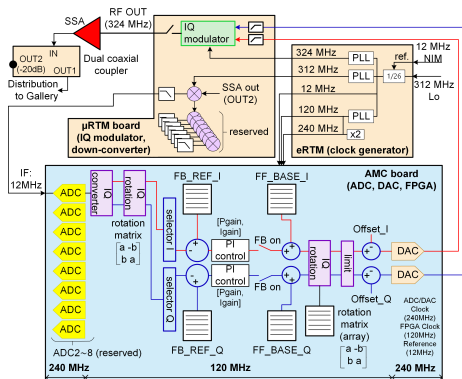 RF OUT
(324 MHz)
SSA
IQ
modulator
IN
OUT2
(-20dB)
OUT1
Dual coaxial
coupler
Distribution
to Gallery
SSA out
(OUT2)
reserved
μRTM board
(IQ modulator,
down-converter)
324 MHz
PLL
ref.
12 MHz
NIM
312 MHz
PLL
1/26
312 MHz
Lo
12 MHz
120 MHz
PLL
240 MHz
x2
eRTM (clock generator)
IF:
12MHz
AMC board
(ADC, DAC, FPGA)
ADC
ADC
ADC
ADC
ADC
ADC
ADC
ADC
IQ
converter
IQ
rotation
rotation
matrix
a -b
b a
selector I
selector Q
FB_REF_I
FF_BASE_I
[Pgain,
Igain]
PI
control
FB on
PI
control
FB on
[Pgain,
Igain]
FB_REF_Q
FF_BASE_Q
IQ
rotation
limit
Offset_I
Offset_Q
DAC
DAC
rotation
matrix
(array)
a -b
b a
ADC/DAC
Clock
(240MHz)
FPGA Clock
(120MHz)
Reference
(12MHz)
ADC2~8 (reserved)
240 MHz
120 MHz
240 MHz